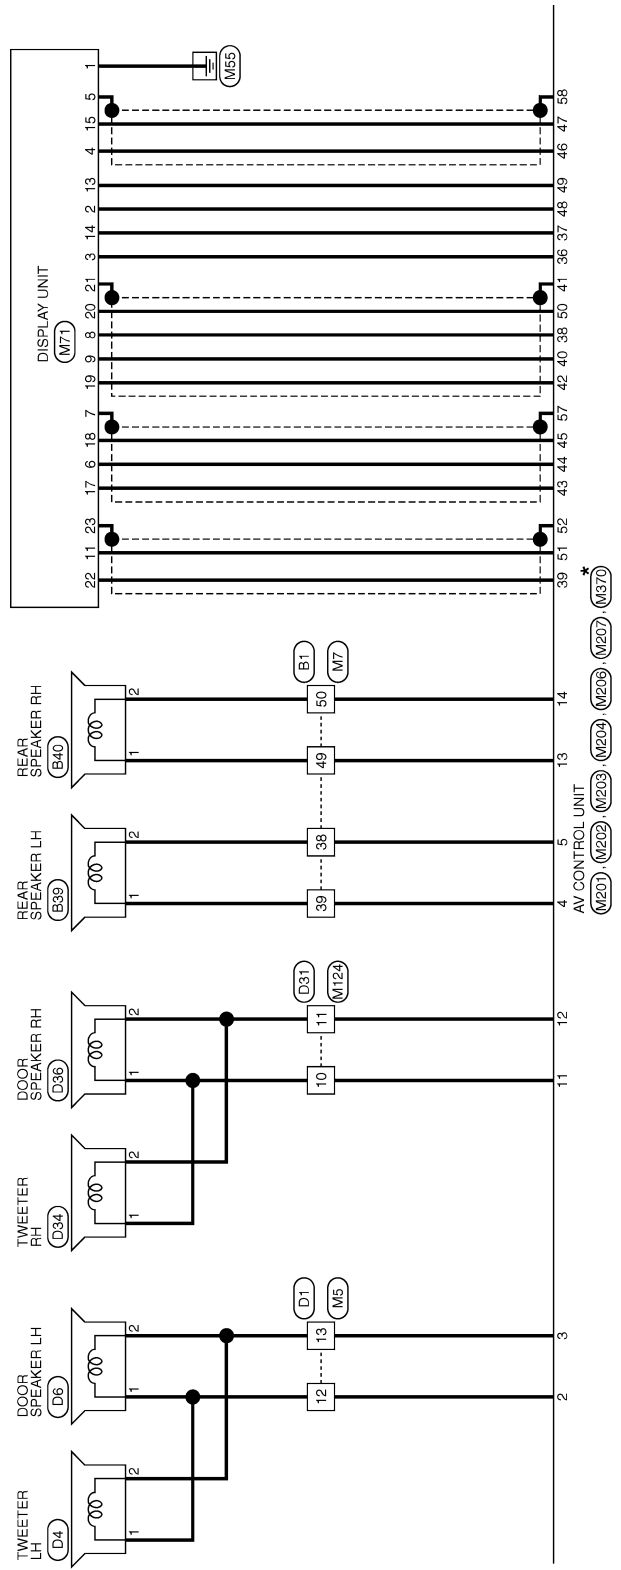 TWEETER
LH
D4
1
2
DOOR
SPEAKER LH
D6
1
2
TWEETER
RH
D34
1
2
DOOR
SPEAKER RH
D36
1
2
REAR
SPEAKER LH
B39
1
2
REAR
SPEAKER RH
B40
1
2
DISPLAY UNIT
M71
22 11 23 17 6 18 7 19 9 8 20 21 3 14 2 13 4 15 5 1
M55
D1
M5
12 13
D31
M124
10 11
B1
M7
39 38 49 50
2 3 11 12 4 5 13 14 39 51 52 43 44 45 57 42 40 38 50 41 36 37 48 49 46 47 58
AV CONTROL UNIT
M201 , M202 , M203 , M204 , M206 , M207 , M370 *